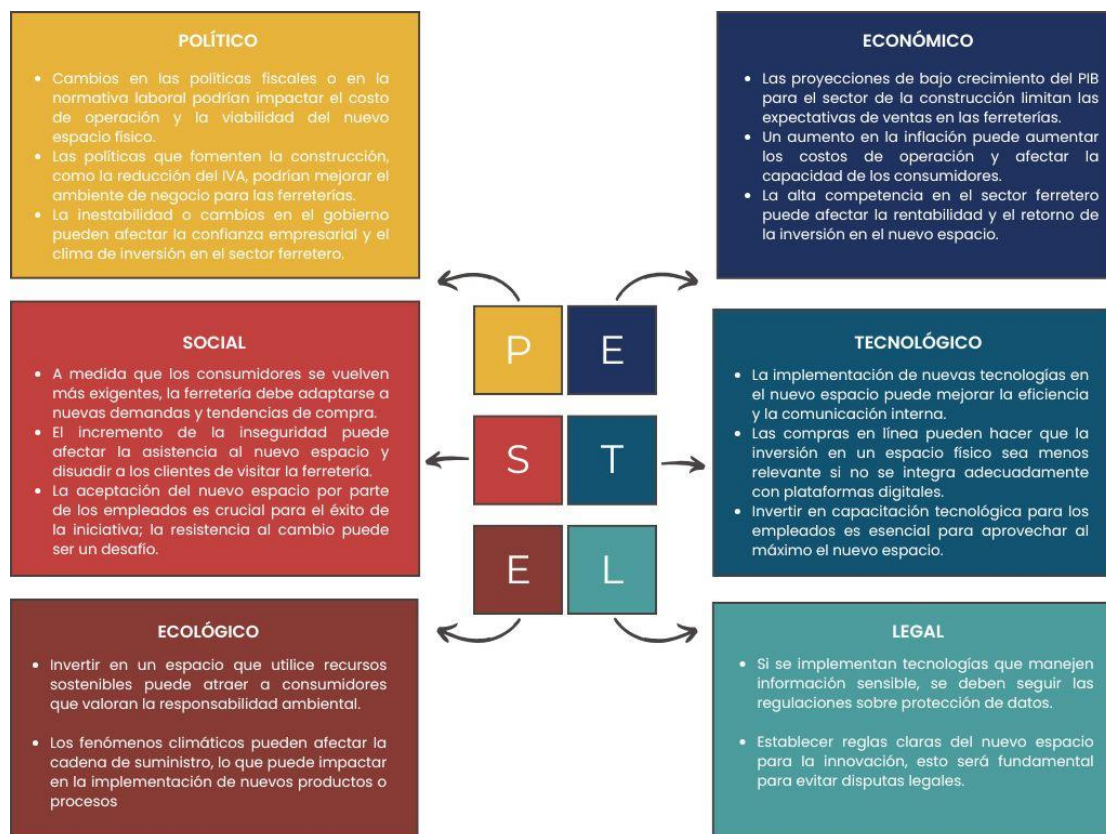 POLÍTICO
• Cambios en las políticas fiscales o en la
normativa laboral podrían impactar el costo
de operación y la viabilidad del nuevo
espacio físico.
• Las políticas que fomenten la construcción,
como la reducción del IVA, podrían mejorar el
ambiente de negocio para las ferreterías.
• La inestabilidad o cambios en el gobierno
pueden afectar la confianza empresarial y el
clima de inversión en el sector ferretero.
ECONÓMICO
• Las proyecciones de bajo crecimiento del PIB
para el sector de la construcción limitan las
expectativas de ventas en las ferreterías.
• Un aumento en la inflación puede aumentar
los costos de operación y afectar la
capacidad de los consumidores.
• La alta competencia en el sector ferretero
puede afectar la rentabilidad y el retorno de
la inversión en el nuevo espacio.
SOCIAL
• A medida que los consumidores se vuelven
más exigentes, la ferretería debe adaptarse a
nuevas demandas y tendencias de compra.
• El incremento de la inseguridad puede
afectar la asistencia al nuevo espacio y
disuadir a los clientes de visitar la ferretería.
• La aceptación del nuevo espacio por parte
de los empleados es crucial para el éxito de
la iniciativa; la resistencia al cambio puede
ser un desafío.
P E
S T
E L
TECNOLÓGICO
• La implementación de nuevas tecnologías en
el nuevo espacio puede mejorar la eficiencia
y la comunicación interna.
• Las compras en línea pueden hacer que la
inversión en un espacio físico sea menos
relevante si no se integra adecuadamente
con plataformas digitales.
• Invertir en capacitación tecnológica para los
empleados es esencial para aprovechar al
máximo el nuevo espacio.
ECOLÓGICO
• Invertir en un espacio que utilice recursos
sostenibles puede atraer a consumidores
que valoran la responsabilidad ambiental.
• Los fenómenos climáticos pueden afectar la
cadena de suministro, lo que puede impactar
en la implementación de nuevos productos o
procesos
LEGAL
• Si se implementan tecnologías que manejen
información sensible, se deben seguir las
regulaciones sobre protección de datos.
• Establecer reglas claras del nuevo espacio
para la innovación, esto será fundamental
para evitar disputas legales.